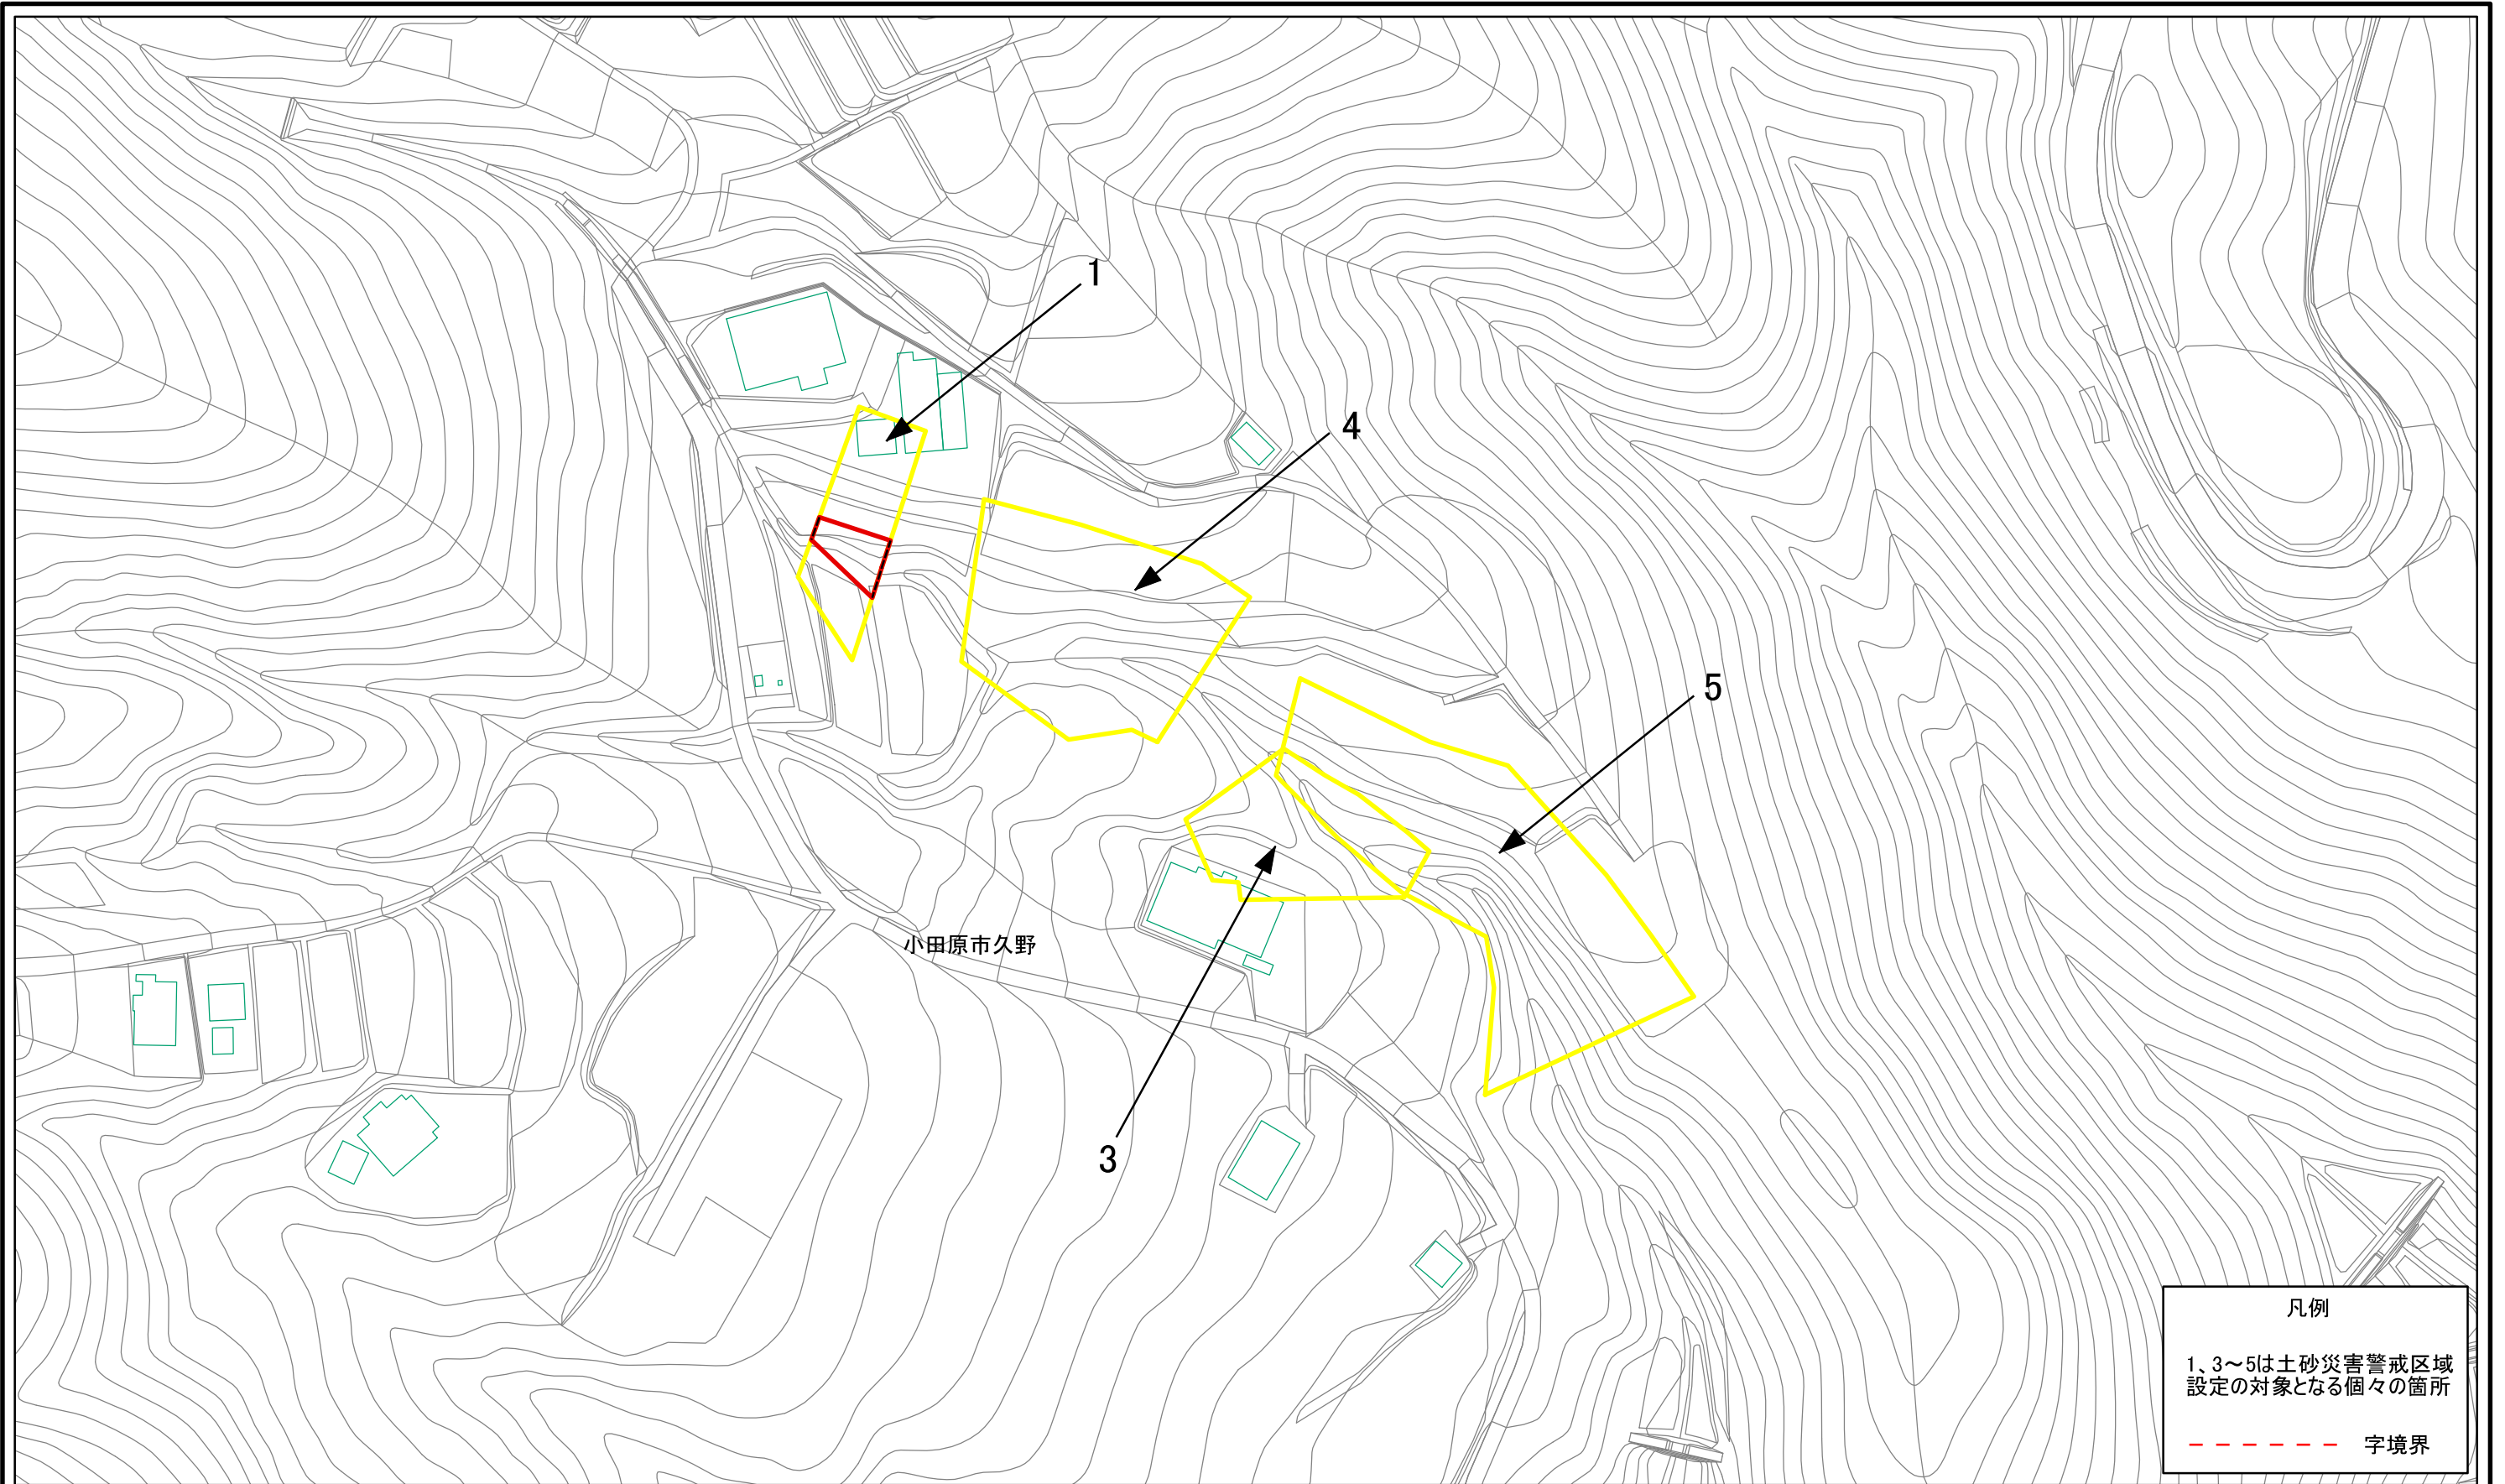 1
4
5
小田原市久野
3
凡例
1、3～5は土砂災害警戒区域
設定の対象となる個々の箇所
字境界